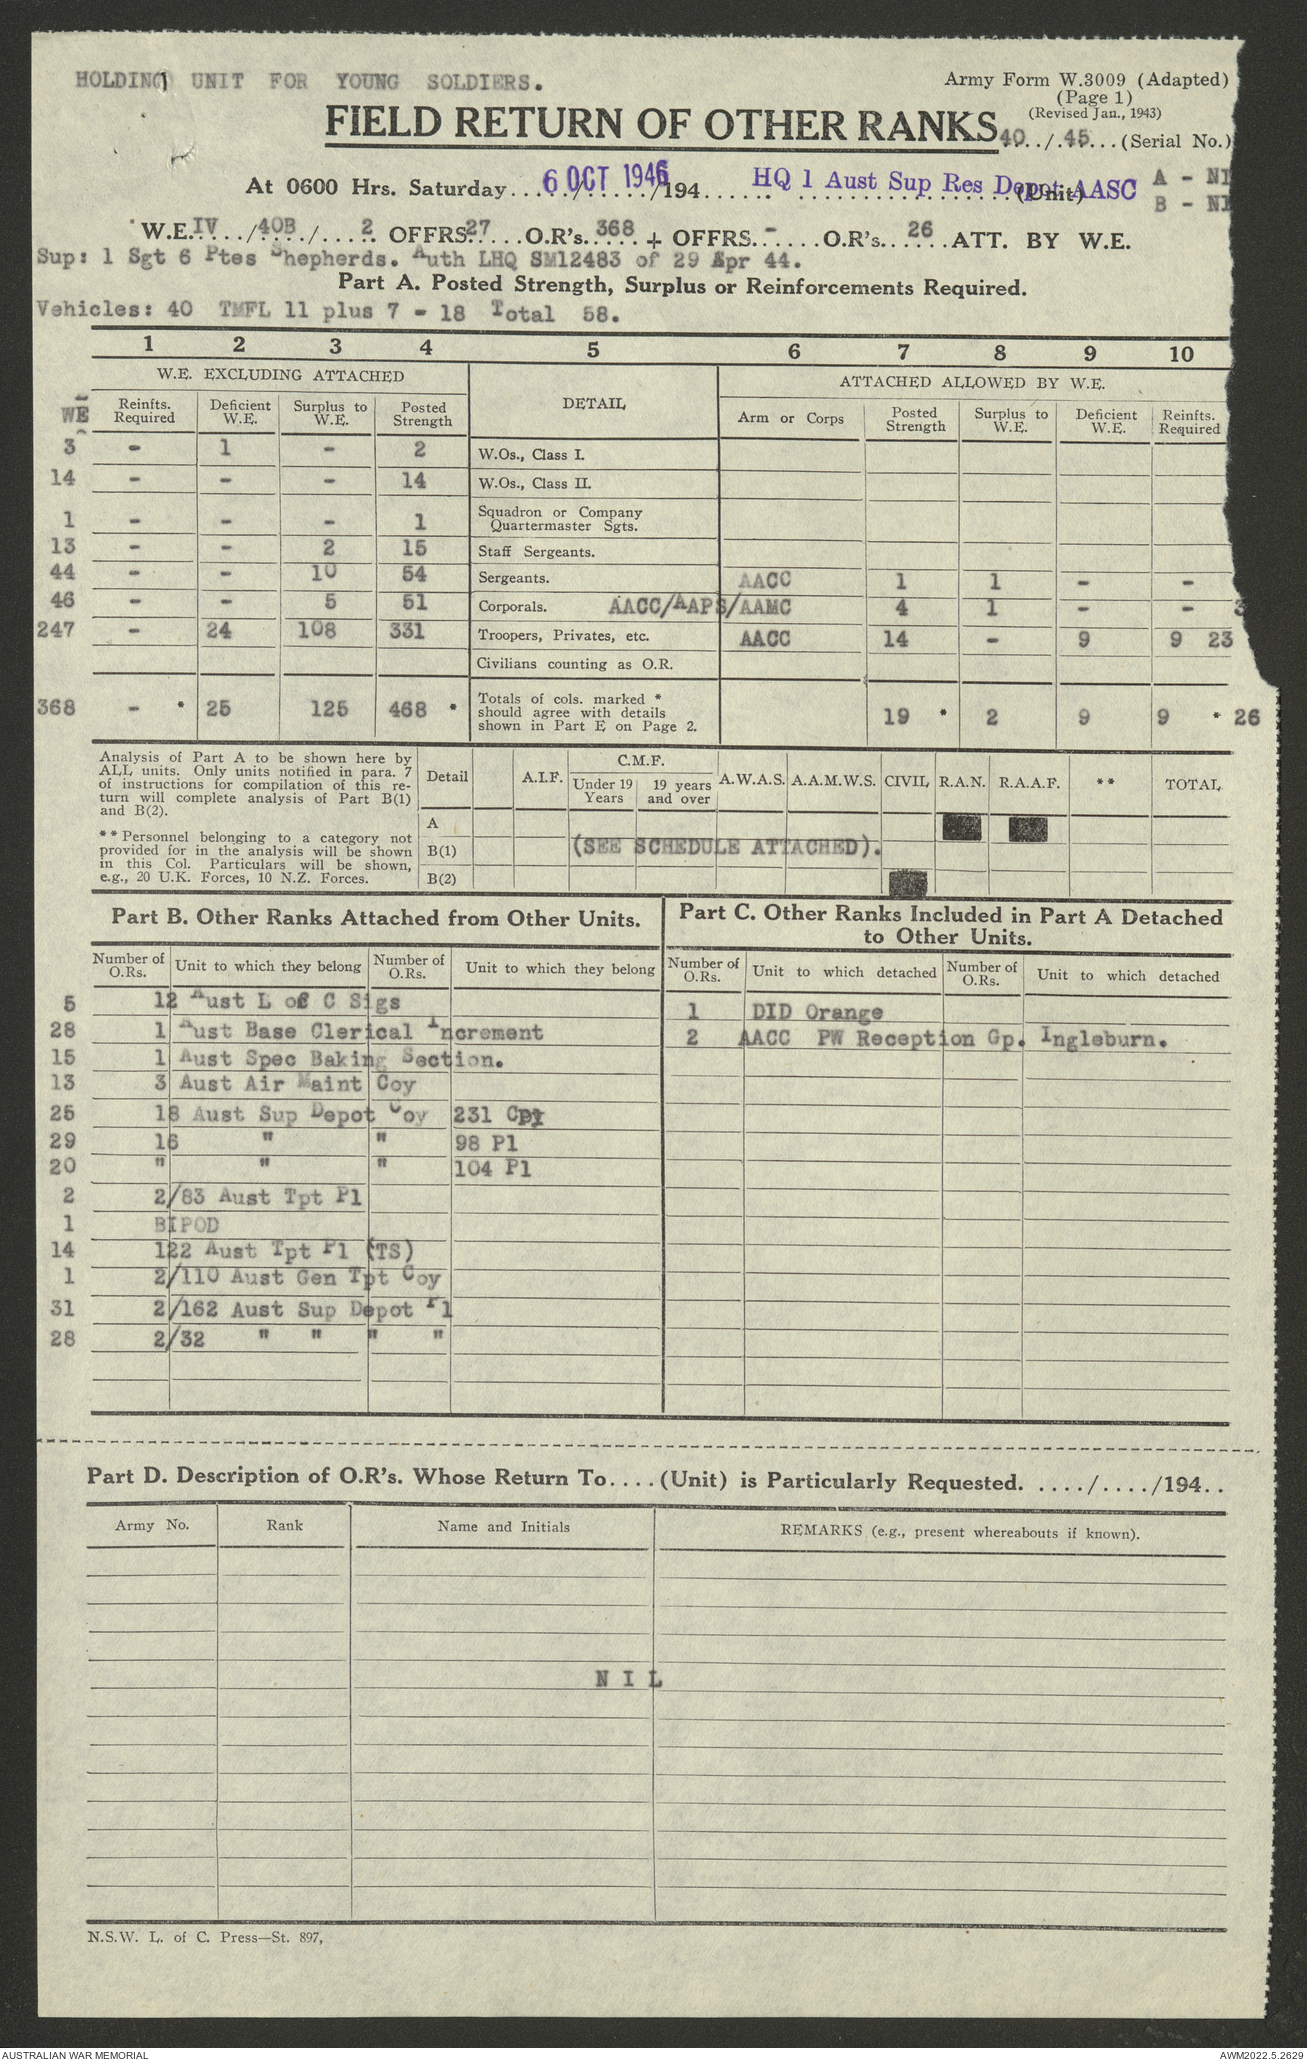 HOLDING UNIT FOR YOUNG SOLDIERS.
Army Form W.3009 (Adapted)
(Page 1)
(Revised Jan., 1943)
FIELD RETURN OF OTHER RANKS
40../.45...(Serial No.)
At 0600 Hrs. Saturday....6 OCT 1946/194...... HQ 1 Aust Sup Res Depot AASC (Unit)
A - NI
B - NI
W.E. IV../40B/....2 OFFRS 27....O.R's. 368 + OFFRS. -.....O.R's. 26 ATT. BY W.E.
Sup: 1 Sgt 6 Ptes Shepherds. Auth LHQ SM12483 of 29 Apr 44.
Part A. Posted Strength, Surplus or Reinforcements Required.
Vehicles: 40 TMFL 11 plus 7 - 18 Total 58.
1 2 3 4 5 6 7 8 9 10
W.E. EXCLUDING ATTACHED DETAIL ATTACHED ALLOWED BY W.E.
WE Reinfts. Required Deficient W.E. Surplus to W.E. Posted Strength Arm or Corps Posted Strength Surplus to W.E. Deficient W.E. Reinfts. Required
3 - 1 - 2 W.Os., Class I.
14 - - - 14 W.Os., Class II.
1 - - - 1 Squadron or Company Quartermaster Sgts.
13 - - 2 15 Staff Sergeants.
44 - - 10 54 Sergeants. AACC 1 1 - -
46 - - 5 51 Corporals. AACC/AAPS/AAMC 4 1 - - 3
247 - 24 108 331 Troopers, Privates, etc. AACC 14 - 9 9 23
Civilians counting as O.R.
368 - * 25 125 468 * Totals of cols. marked * should agree with details shown in Part E, on Page 2. 19 * 2 9 9 * 26
Analysis of Part A to be shown here by
ALL units. Only units notified in para. 7
of instructions for compilation of this re-
turn will complete analysis of Part B(1)
and B(2).
** Personnel belonging to a category not
provided for in the analysis will be shown
in this Col. Particulars will be shown,
e.g., 20 U.K. Forces, 10 N.Z. Forces.
Detail A.I.F. C.M.F. Under 19 Years 19 years and over A.W.A.S. A.A.M.W.S. CIVIL R.A.N. R.A.A.F. ** TOTAL
A
B(1) (SEE SCHEDULE ATTACHED).
B(2)
Part B. Other Ranks Attached from Other Units.
Number of O.Rs. Unit to which they belong Number of O.Rs. Unit to which they belong
5 12 Aust L of C Sigs
28 1 Aust Base Clerical Increment
15 1 Aust Spec Baking Section.
13 3 Aust Air Maint Coy
25 18 Aust Sup Depot Coy 231 Cpy
29 16 " " 98 Pl
20 " " " 104 Pl
2 2/83 Aust Tpt Pl
1 BIPOD
14 122 Aust Tpt Pl (TS)
1 2/110 Aust Gen Tpt Coy
31 2/162 Aust Sup Depot Pl
28 2/32 " " " "
Part C. Other Ranks Included in Part A Detached
to Other Units.
Number of O.Rs. Unit to which detached Number of O.Rs. Unit to which detached
1 DID Orange
2 AACC PW Reception Gp. Ingleburn.
Part D. Description of O.R's. Whose Return To....(Unit) is Particularly Requested. ..../..../194..
Army No. Rank Name and Initials REMARKS (e.g., present whereabouts if known).
N I L
N.S.W. L. of C. Press—St. 897,
AUSTRALIAN WAR MEMORIAL
AWM2022.5.2629